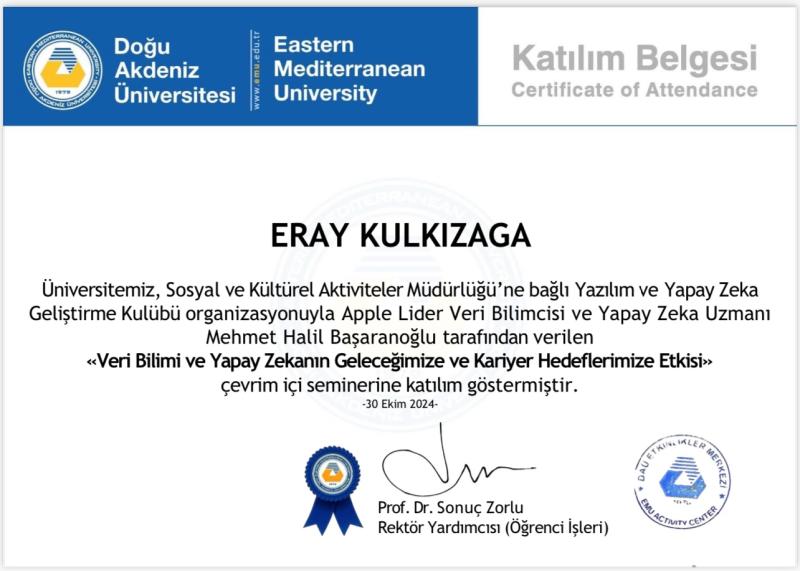 Doğu
Akdeniz
Üniversitesi
www.emu.edu.tr
Eastern
Mediterranean
University
Katılım Belgesi
Certificate of Attendance
ERAY KULKIZAGA
Üniversitemiz, Sosyal ve Kültürel Aktiviteler Müdürlüğü’ne bağlı Yazılım ve Yapay Zeka
Geliştirme Kulübü organizasyonuyla Apple Lider Veri Bilimcisi ve Yapay Zeka Uzmanı
Mehmet Halil Başaranoğlu tarafından verilen
«Veri Bilimi ve Yapay Zekanın Geleceğimize ve Kariyer Hedeflerimize Etkisi»
çevrim içi seminerine katılım göstermiştir.
-30 Ekim 2024-
Prof. Dr. Sonuç Zorlu
Rektör Yardımcısı (Öğrenci İşleri)
DAÜ ETKİNLİKLER MERKEZİ
EMU ACTIVITY CENTER